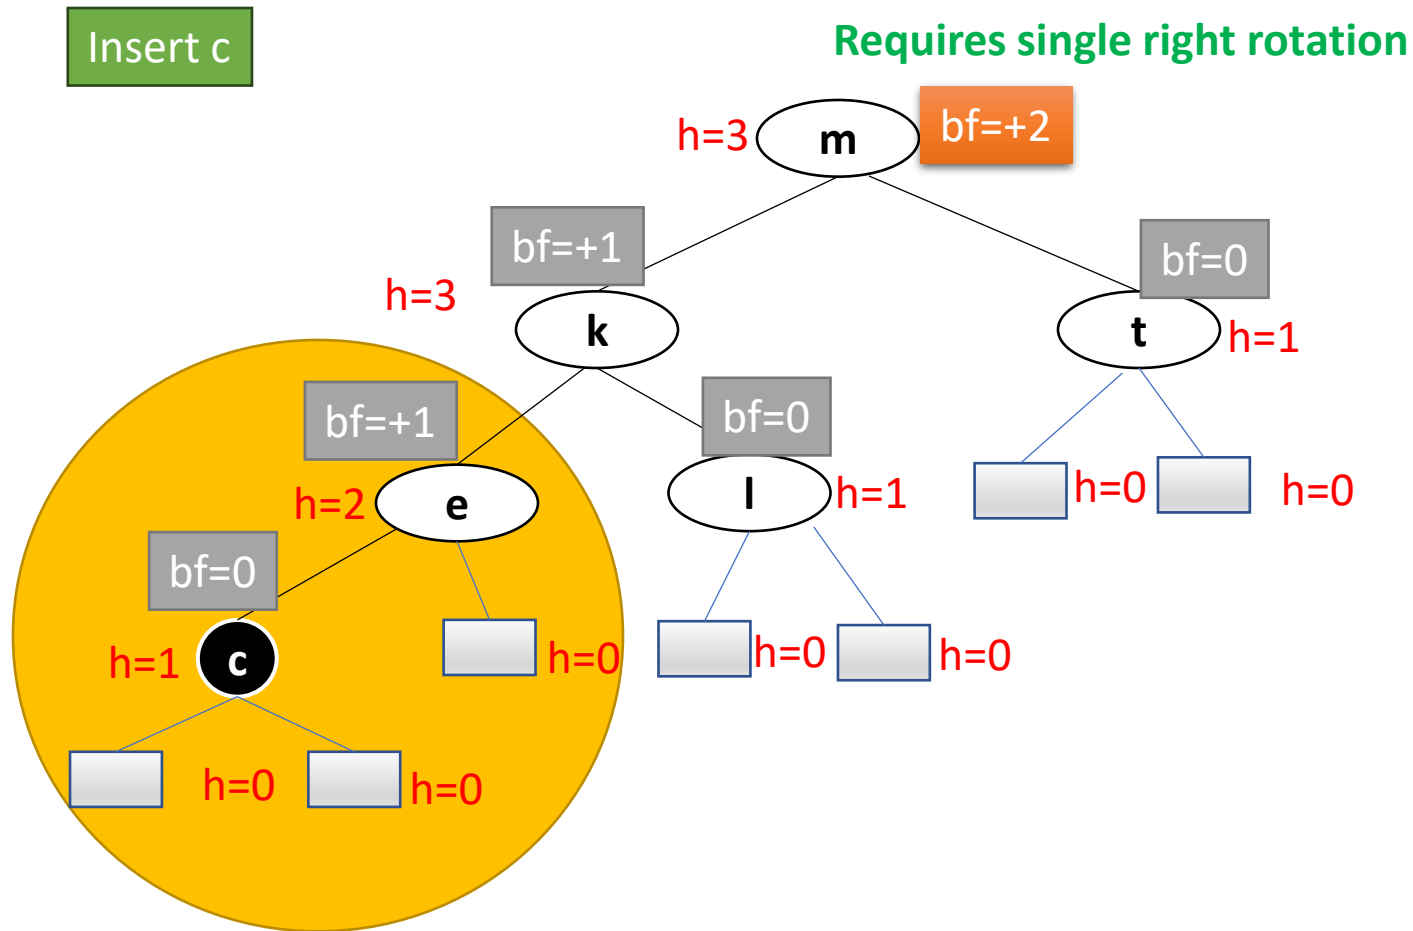 Insert c
Requires single right rotation
h=3
m
bf=+2
bf=+1
bf=0
h=3
k
t
h=1
bf=+1
bf=0
h=2
e
l
h=1
h=0
h=0
bf=0
h=1
c
h=0
h=0
h=0
h=0
h=0